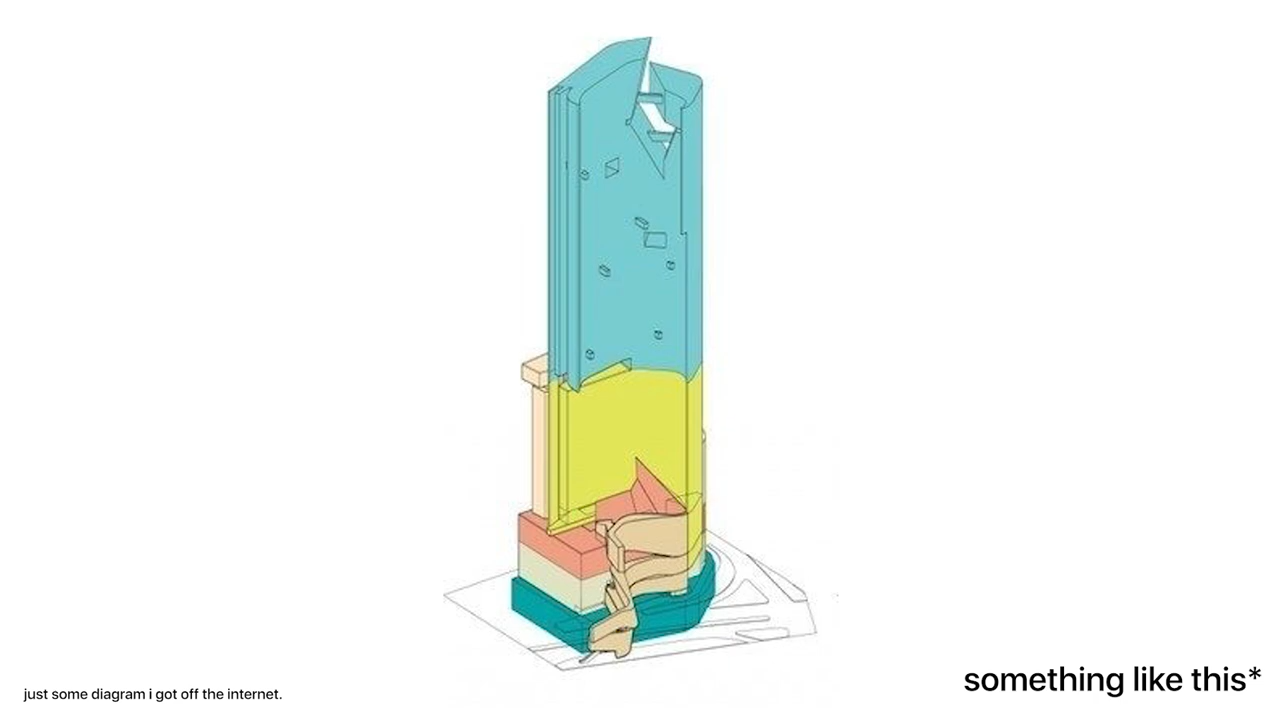 just some diagram i got off the internet.
something like this*